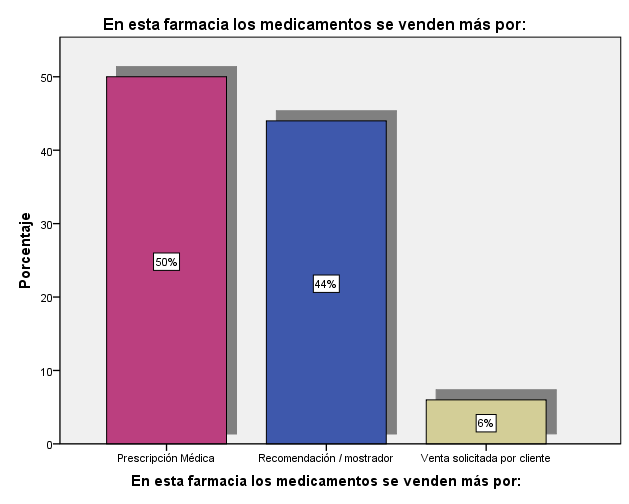 En esta farmacia los medicamentos se venden más por:
Porcentaje
50
40
30
20
10
0
50%
44%
6%
Prescripción Médica
Recomendación / mostrador
Venta solicitada por cliente
En esta farmacia los medicamentos se venden más por: